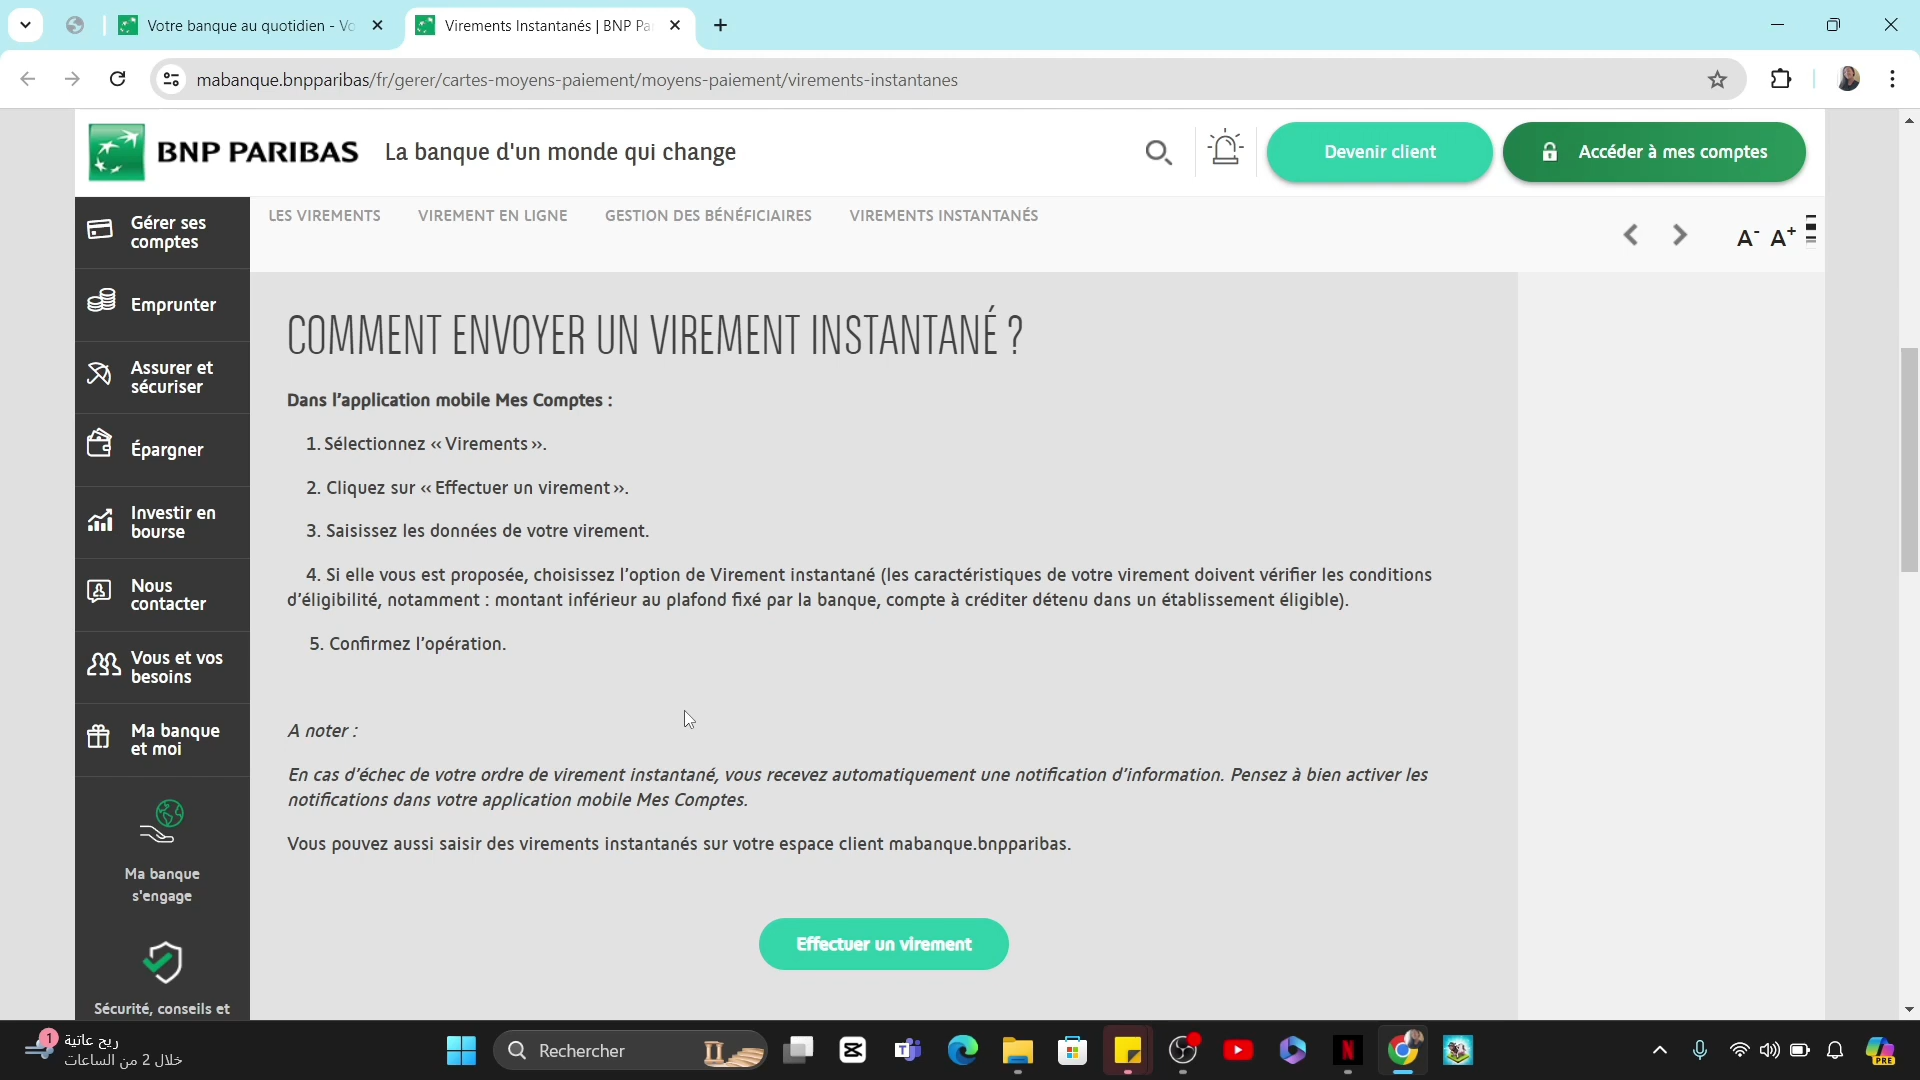 Votre banque au quotidien - Vo
Virements Instantanés | BNP Pa
mabanque.bnpparibas/fr/gerer/cartes-moyens-paiement/moyens-paiement/virements-instantanes
BNP PARIBAS
La banque d'un monde qui change
Devenir client
Accéder à mes comptes
LES VIREMENTS
VIREMENT EN LIGNE
GESTION DES BÉNÉFICIAIRES
VIREMENTS INSTANTANÉS
A-
A+
Gérer ses
comptes
Emprunter
Assurer et
sécuriser
Épargner
Investir en
bourse
Nous
contacter
Vous et vos
besoins
Ma banque
et moi
Ma banque
s'engage
Sécurité, conseils et
COMMENT ENVOYER UN VIREMENT INSTANTANÉ ?
Dans l'application mobile Mes Comptes :
1. Sélectionnez « Virements ».
2. Cliquez sur « Effectuer un virement ».
3. Saisissez les données de votre virement.
4. Si elle vous est proposée, choisissez l'option de Virement instantané (les caractéristiques de votre virement doivent vérifier les conditions
d'éligibilité, notamment : montant inférieur au plafond fixé par la banque, compte à créditer détenu dans un établissement éligible).
5. Confirmez l'opération.
A noter :
En cas d'échec de votre ordre de virement instantané, vous recevez automatiquement une notification d'information. Pensez à bien activer les
notifications dans votre application mobile Mes Comptes.
Vous pouvez aussi saisir des virements instantanés sur votre espace client mabanque.bnpparibas.
Effectuer un virement
1
ريح عاتية
خلال 2 من الساعات
Rechercher
PRE